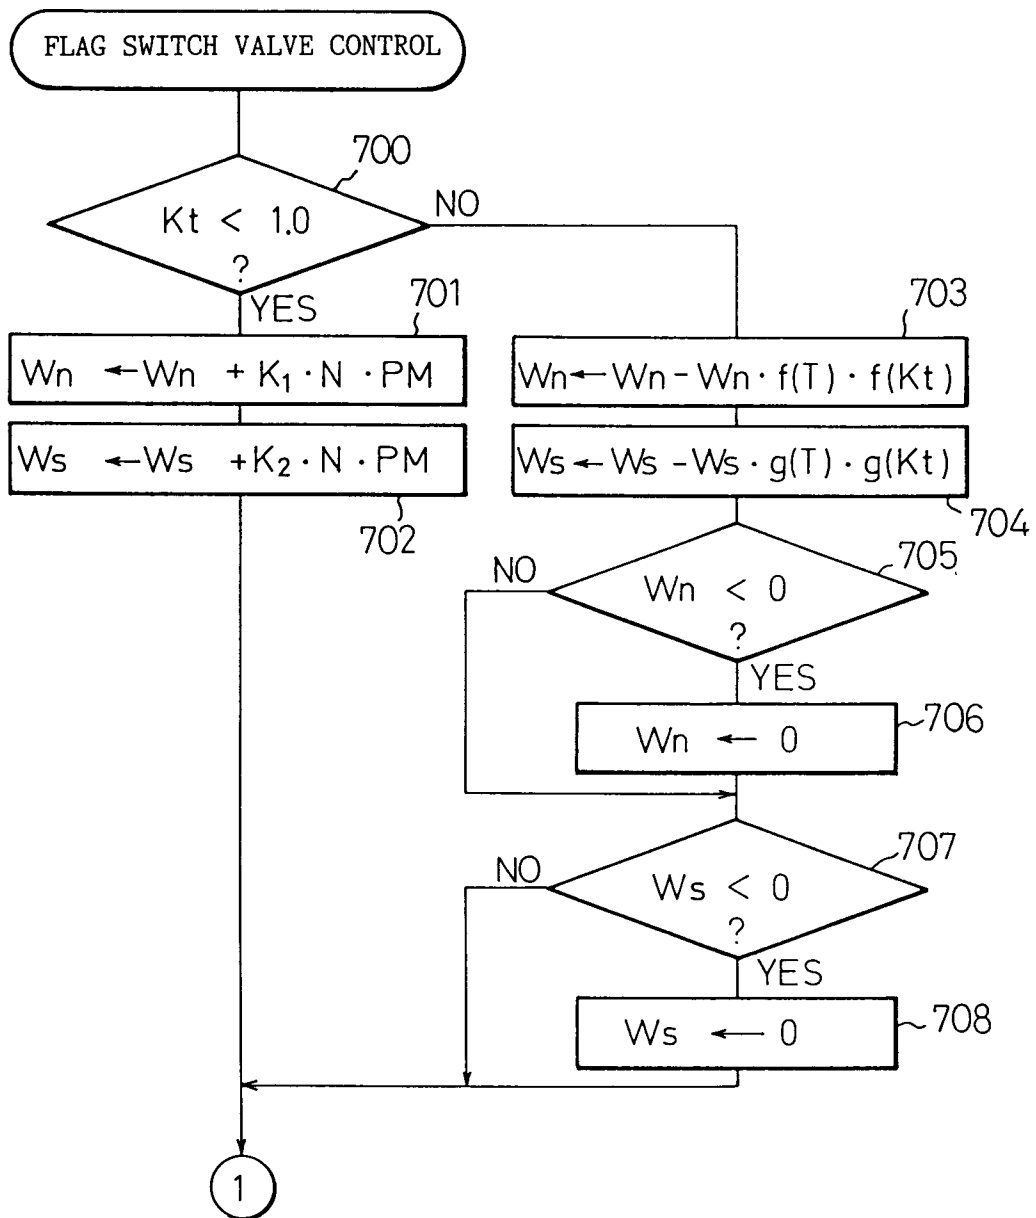 FLAG SWITCH VALVE CONTROL
700
Kt < 1.0
?
NO
YES
701
Wn ← Wn + K₁ · N · PM
Ws ← Ws + K₂ · N · PM
702
703
Wn ← Wn − Wn · f(T) · f(Kt)
Ws ← Ws − Ws · g(T) · g(Kt)
704
705
NO
Wn < 0
?
YES
706
Wn ← 0
707
NO
Ws < 0
?
YES
708
Ws ← 0
1